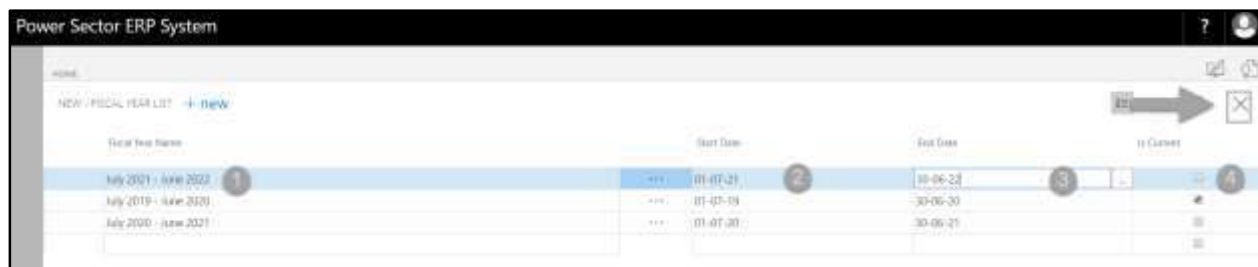 Power Sector ERP System ?
HOME
NEW - FISCAL YEAR LIST + new
Fiscal Year Name Start Date End Date Is Current
July 2021 - June 2022 1 ... 01-07-21 2 30-06-22 3 ... 4
July 2019 - June 2020 ... 01-07-19 30-06-20
July 2020 - June 2021 ... 01-07-20 30-06-21